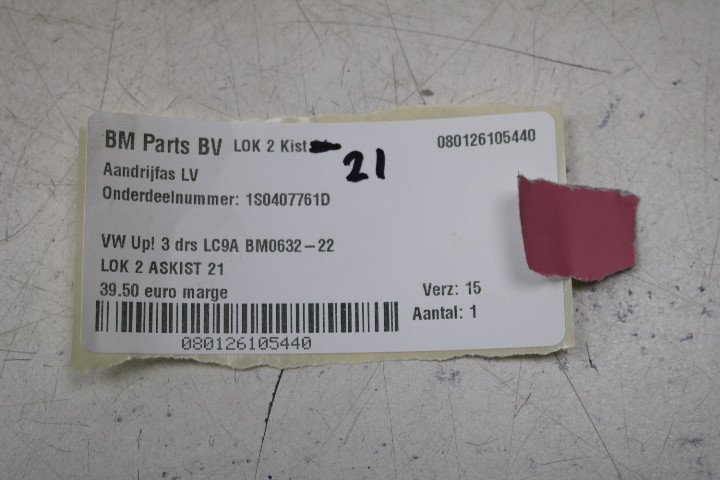 BM Parts BV LOK 2 Kist 21 080126105440
Aandrijfas LV
Onderdeelnummer: 1S0407761D
VW Up! 3 drs LC9A BM0632-22
LOK 2 ASKIST 21
39.50 euro marge Verz: 15
Aantal: 1
080126105440